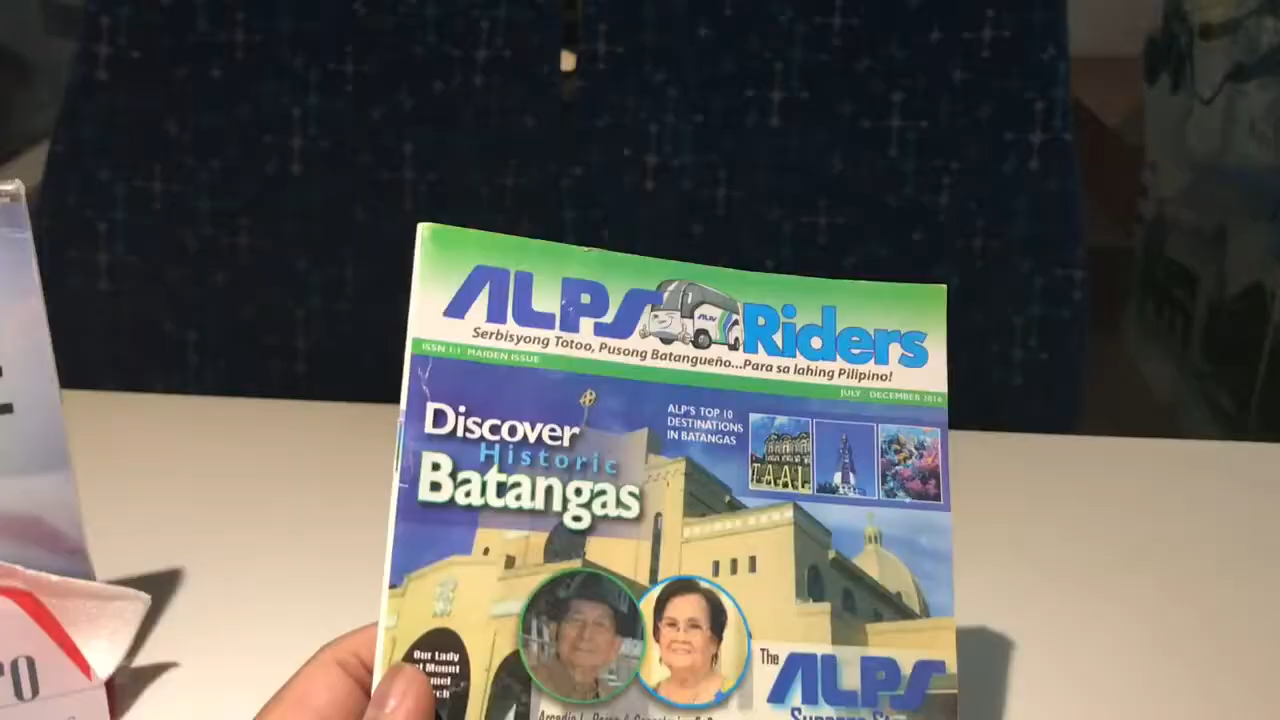 ALPS Riders
Serbisyong Totoo, Pusong Batangueño...Para sa lahing Pilipino!
ISSN 1:1 MAIDEN ISSUE
JULY DECEMBER 2016
Discover
Historic
Batangas
ALP'S TOP 10
DESTINATIONS
IN BATANGAS
TAAL
Our Lady
Mount
The ALPS